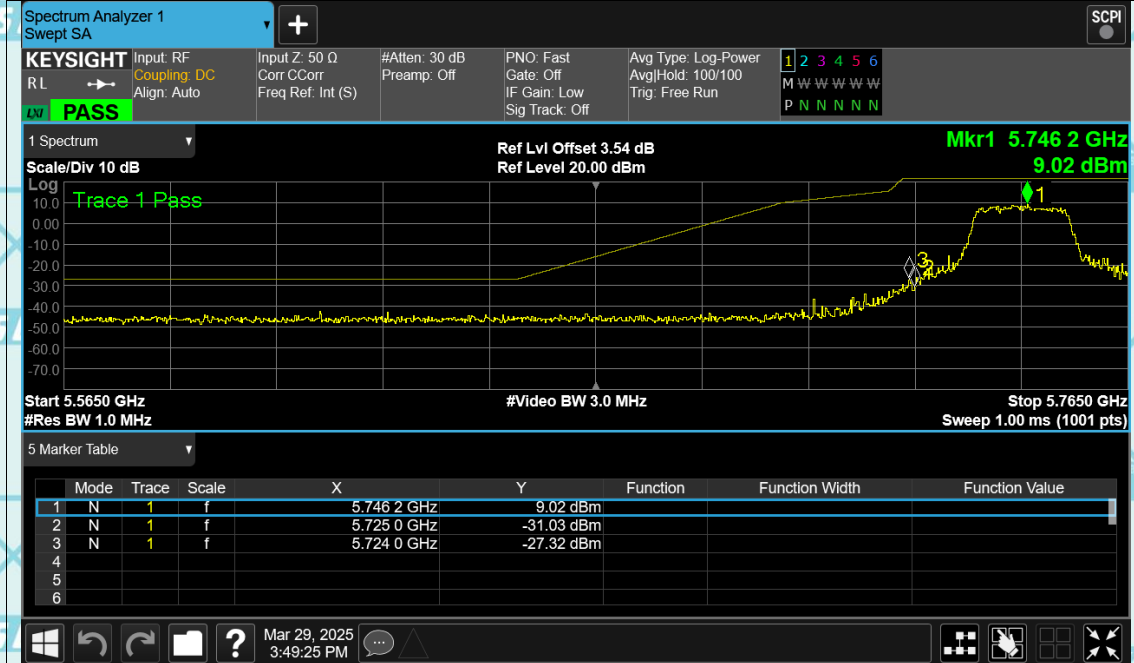 Spectrum Analyzer 1
Swept SA
+
SCPI
KEYSIGHT
RL
LXI PASS
Input: RF
Coupling: DC
Align: Auto
Input Z: 50 Ω
Corr CCorr
Freq Ref: Int (S)
#Atten: 30 dB
Preamp: Off
PNO: Fast
Gate: Off
IF Gain: Low
Sig Track: Off
Avg Type: Log-Power
Avg|Hold: 100/100
Trig: Free Run
1 2 3 4 5 6
M W W W W W
P N N N N N
1 Spectrum
Scale/Div 10 dB
Ref Lvl Offset 3.54 dB
Ref Level 20.00 dBm
Mkr1 5.746 2 GHz
9.02 dBm
Log
Trace 1 Pass
10.0
0.00
-10.0
-20.0
-30.0
-40.0
-50.0
-60.0
-70.0
1
3
2
Start 5.5650 GHz
#Video BW 3.0 MHz
Stop 5.7650 GHz
#Res BW 1.0 MHz
Sweep 1.00 ms (1001 pts)
5 Marker Table
Mode Trace Scale X Y Function Function Width Function Value
1 N 1 f 5.746 2 GHz 9.02 dBm
2 N 1 f 5.725 0 GHz -31.03 dBm
3 N 1 f 5.724 0 GHz -27.32 dBm
4
5
6
?
Mar 29, 2025
3:49:25 PM